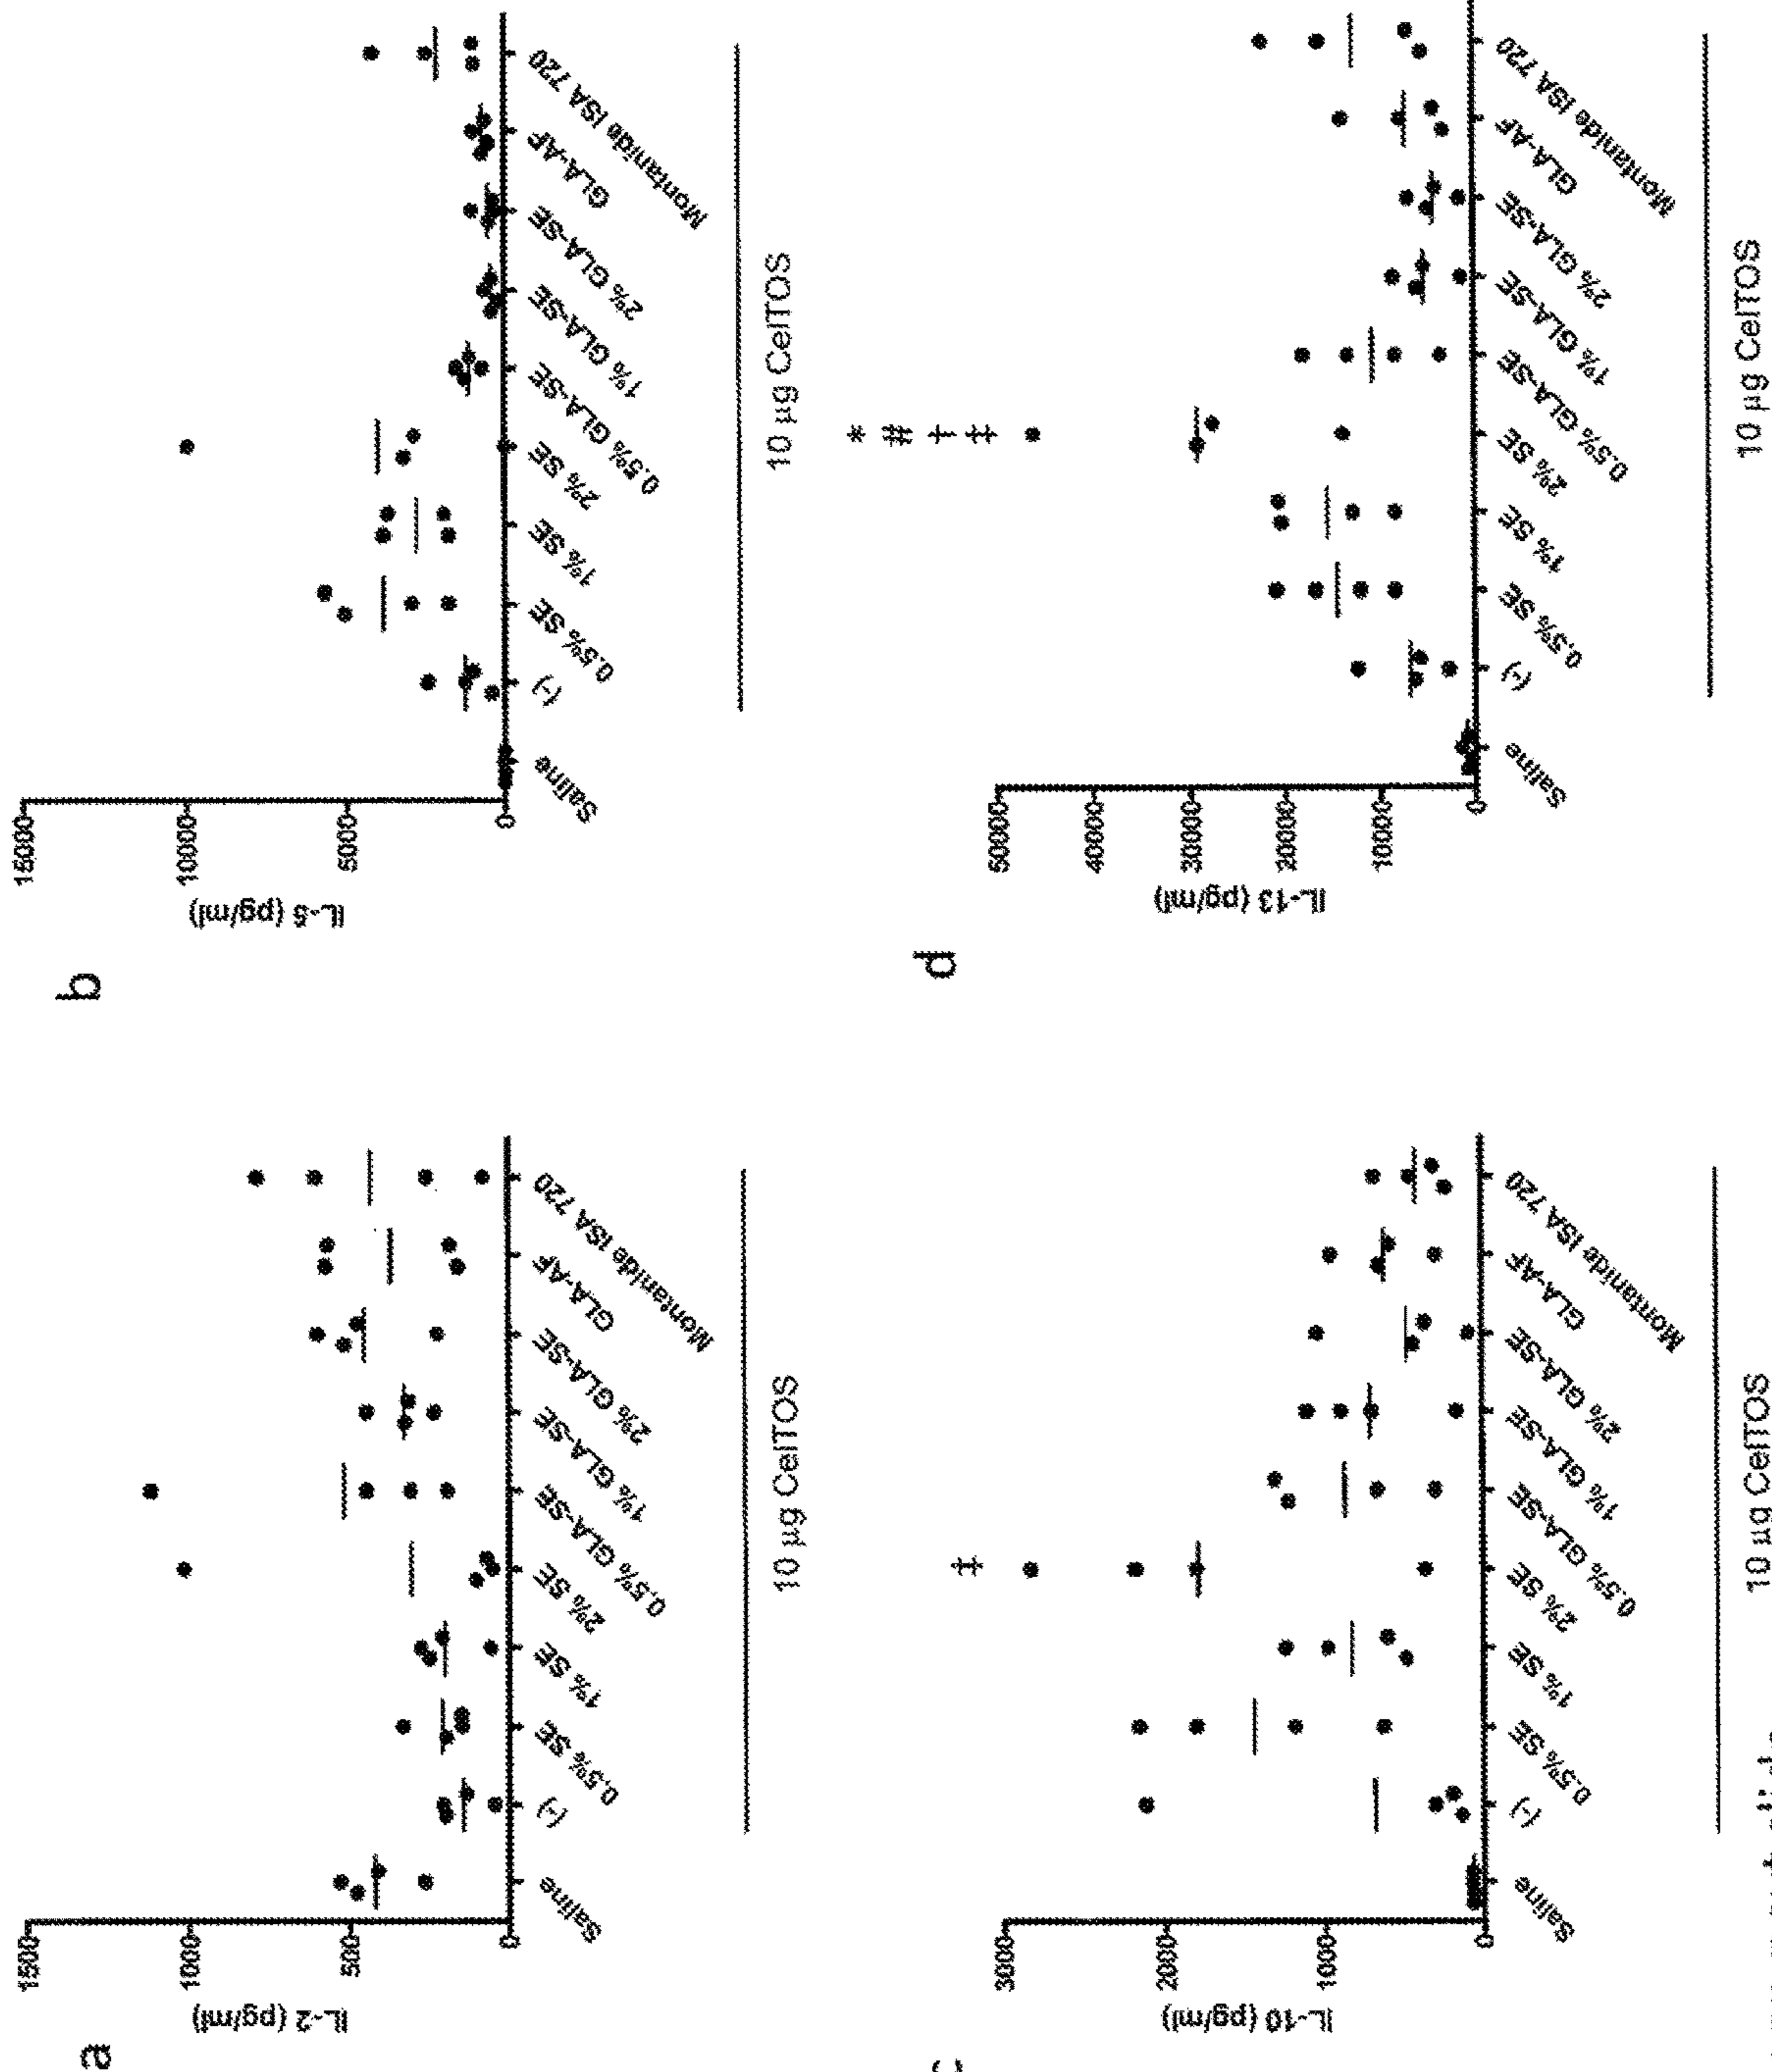 a
IL-2 (pg/ml)
1500
1000
500
0
Saline
(-)
0.5% SE
1% SE
2% SE
0.5% GLA-SE
1% GLA-SE
2% GLA-SE
GLA-AF
Montanide ISA 720
10 µg CelTOS
b
IL-5 (pg/ml)
15000
10000
5000
0
Saline
(-)
0.5% SE
1% SE
2% SE
0.5% GLA-SE
1% GLA-SE
2% GLA-SE
GLA-AF
Montanide ISA 720
10 µg CelTOS
c
IL-10 (pg/ml)
3000
2000
1000
0
‡
Saline
(-)
0.5% SE
1% SE
2% SE
0.5% GLA-SE
1% GLA-SE
2% GLA-SE
GLA-AF
Montanide ISA 720
10 µg CelTOS
d
IL-13 (pg/ml)
50000
40000
30000
20000
10000
0
*
#
†
‡
Saline
(-)
0.5% SE
1% SE
2% SE
0.5% GLA-SE
1% GLA-SE
2% GLA-SE
GLA-AF
Montanide ISA 720
10 µg CelTOS